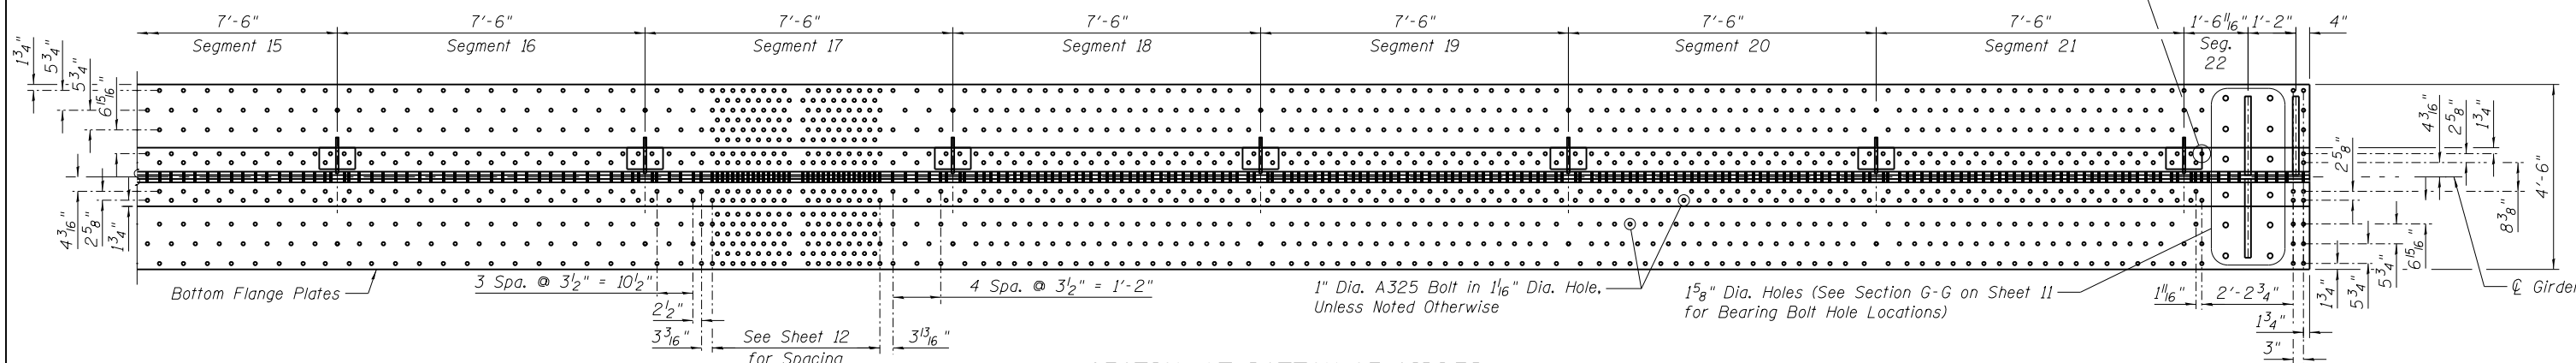 7'-6" 7'-6" 7'-6" 7'-6" 7'-6" 7'-6" 7'-6" 1'-6 11/16" 1'-2" 4"
Segment 15 Segment 16 Segment 17 Segment 18 Segment 19 Segment 20 Segment 21 Seg.
22
1 3/4"
5 3/4"
5 3/4"
6 15/16"
4 3/16"
2 5/8"
1 3/4"
4 3/16"
2 5/8"
1 3/4"
2 5/8"
4'-6"
8 3/8"
6 15/16"
5 3/4"
5 3/4"
1 3/4"
Bottom Flange Plates
3 Spa. @ 3 1/2" = 10 1/2"
2 1/2"
3 3/16"
See Sheet 12
for Spacing
3 13/16"
4 Spa. @ 3 1/2" = 1'-2"
1" Dia. A325 Bolt in 1 1/16" Dia. Hole,
Unless Noted Otherwise
1 5/8" Dia. Holes (See Section G-G on Sheet 11
for Bearing Bolt Hole Locations)
1 11/16"
2'-2 3/4"
1 3/4"
3"
℄ Girder